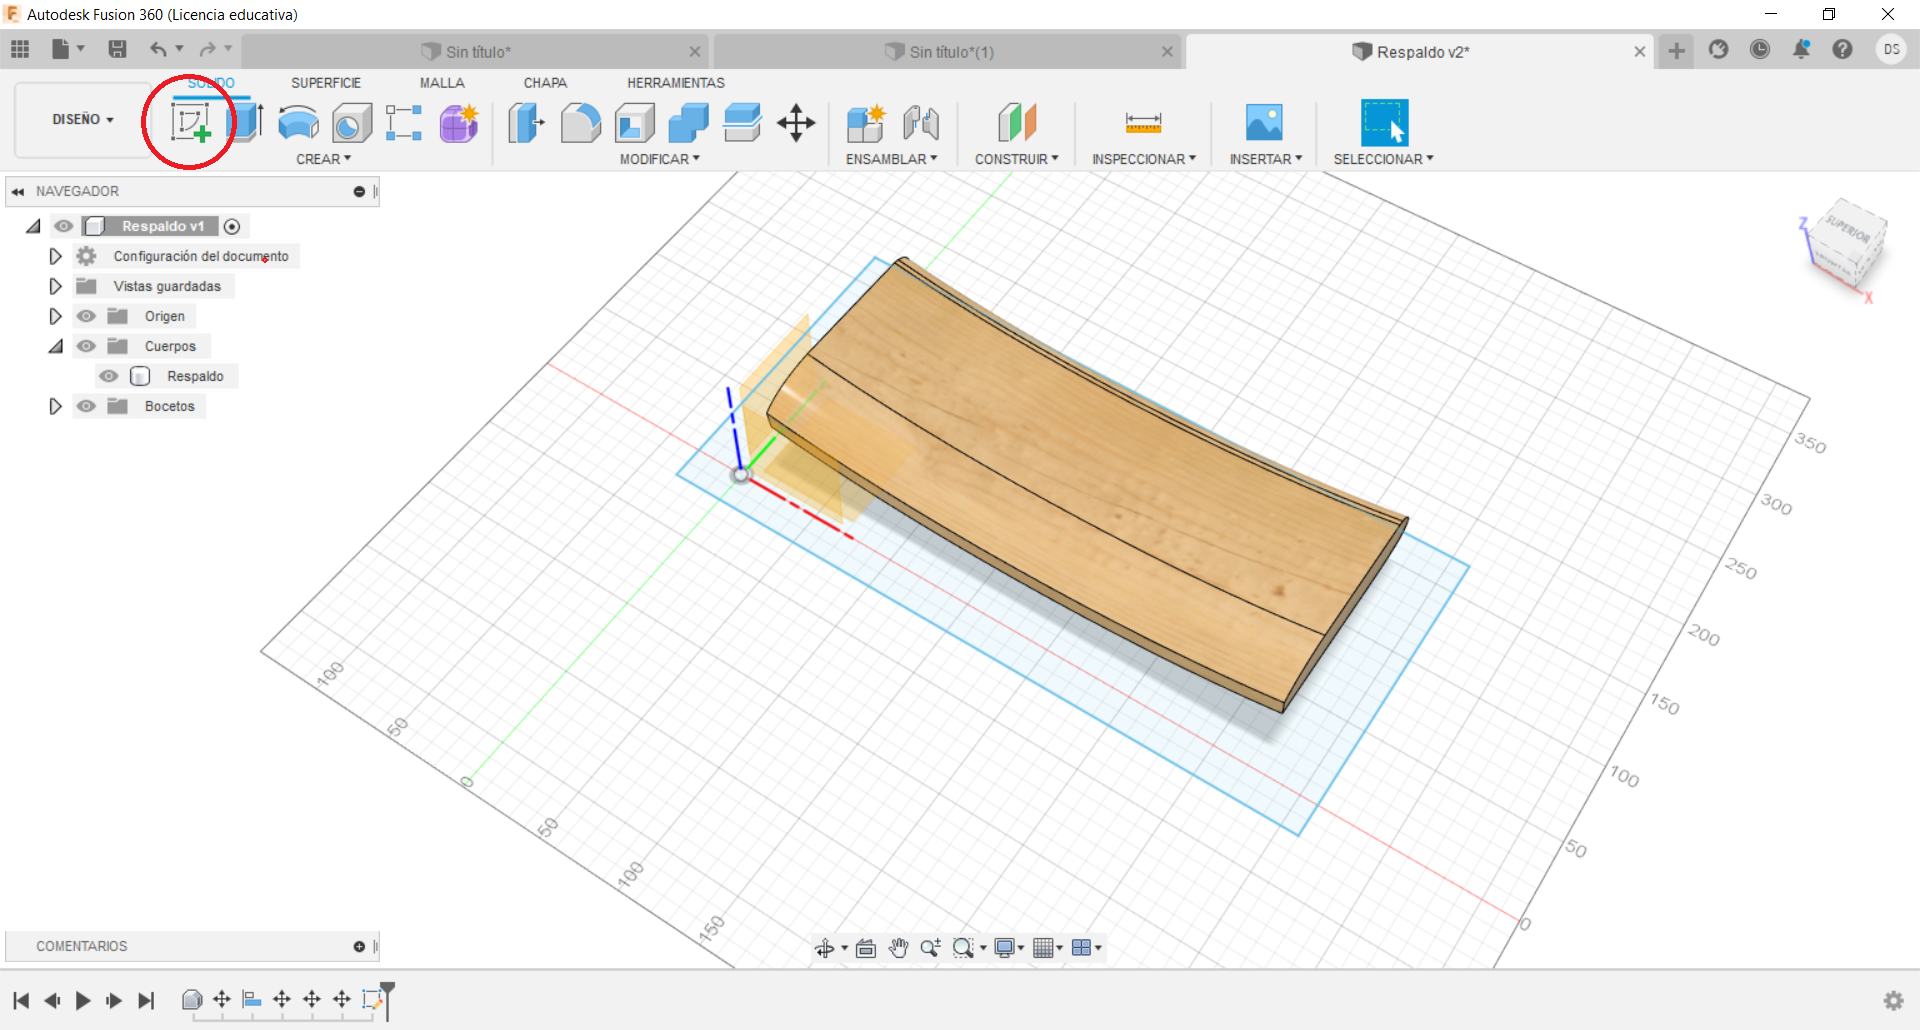 Autodesk Fusion 360 (Licencia educativa)
Sin título*
Sin título*(1)
Respaldo v2*
DS
SÓLIDO
SUPERFICIE
MALLA
CHAPA
HERRAMIENTAS
DISEÑO
CREAR
MODIFICAR
ENSAMBLAR
CONSTRUIR
INSPECCIONAR
INSERTAR
SELECCIONAR
NAVEGADOR
Respaldo v1
Configuración del documento
Vistas guardadas
Origen
Cuerpos
Respaldo
Bocetos
SUPERIOR
Z
X
350
300
250
200
150
100
50
0
100
50
0
50
100
150
COMENTARIOS